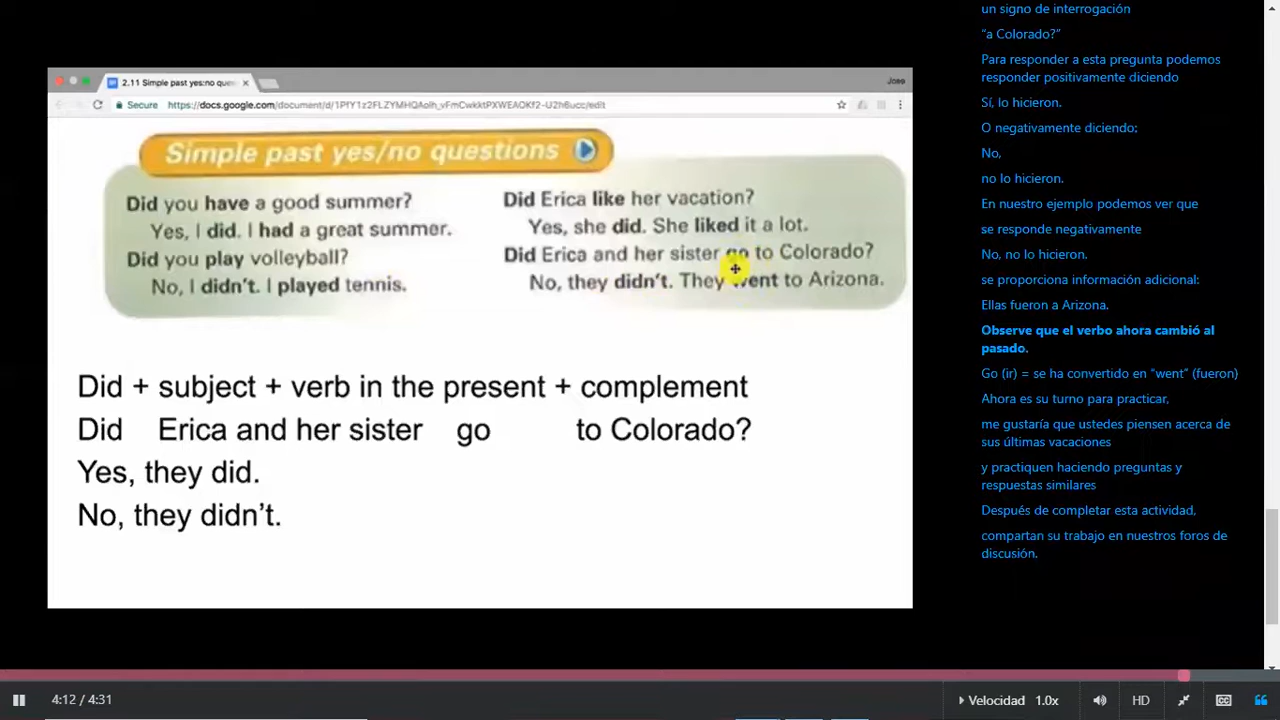 2.11 Simple past yes:no que
Jose
Secure
Simple past yes/no questions
Did you have a good summer?
Yes, I did. I had a great summer.
Did you play volleyball?
No, I didn't. I played tennis.
Did Erica like her vacation?
Yes, she did. She liked it a lot.
Did Erica and her sister go to Colorado?
No, they didn't. They went to Arizona.
Did + subject + verb in the present + complement
Did Erica and her sister go to Colorado?
Yes, they did.
No, they didn't.
un signo de interrogación
“a Colorado?”
Para responder a esta pregunta podemos
responder positivamente diciendo
Sí, lo hicieron.
O negativamente diciendo;
No,
no lo hicieron.
En nuestro ejemplo podemos ver que
se responde negativamente
No, no lo hicieron.
se proporciona información adicional:
Ellas fueron a Arizona.
Observe que el verbo ahora cambió al
pasado.
Go (ir) = se ha convertido en “went” (fueron)
Ahora es su turno para practicar,
me gustaría que ustedes piensen acerca de
sus últimas vacaciones
y practiquen haciendo preguntas y
respuestas similares
Después de completar esta actividad,
compartan su trabajo en nuestros foros de
discusión.
4:12 / 4:31
Velocidad 1.0x
HD
CC